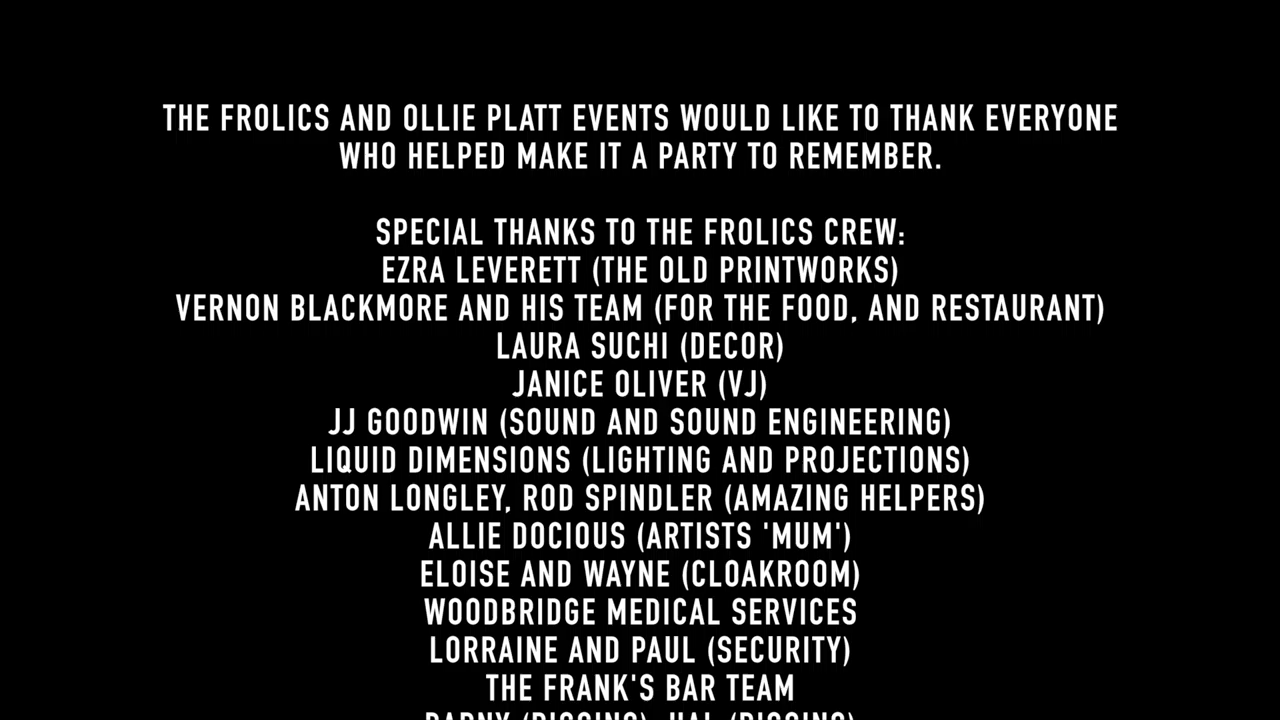 THE FROLICS AND OLLIE PLATT EVENTS WOULD LIKE TO THANK EVERYONE
WHO HELPED MAKE IT A PARTY TO REMEMBER.
SPECIAL THANKS TO THE FROLICS CREW:
EZRA LEVERETT (THE OLD PRINTWORKS)
VERNON BLACKMORE AND HIS TEAM (FOR THE FOOD, AND RESTAURANT)
LAURA SUCHI (DECOR)
JANICE OLIVER (VJ)
JJ GOODWIN (SOUND AND SOUND ENGINEERING)
LIQUID DIMENSIONS (LIGHTING AND PROJECTIONS)
ANTON LONGLEY, ROD SPINDLER (AMAZING HELPERS)
ALLIE DOCIOUS (ARTISTS 'MUM')
ELOISE AND WAYNE (CLOAKROOM)
WOODBRIDGE MEDICAL SERVICES
LORRAINE AND PAUL (SECURITY)
THE FRANK'S BAR TEAM